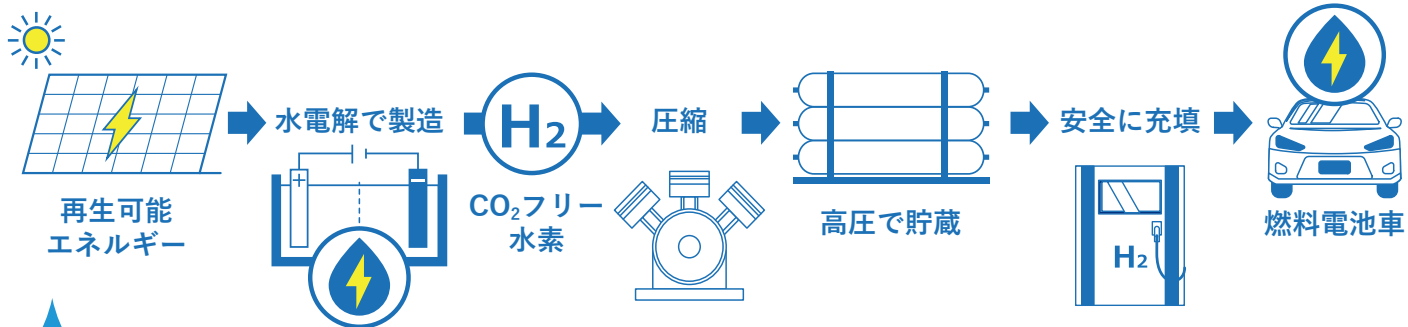 再生可能
エネルギー
水電解で製造
H₂
CO₂フリー
水素
圧縮
高圧で貯蔵
安全に充填
H₂
燃料電池車